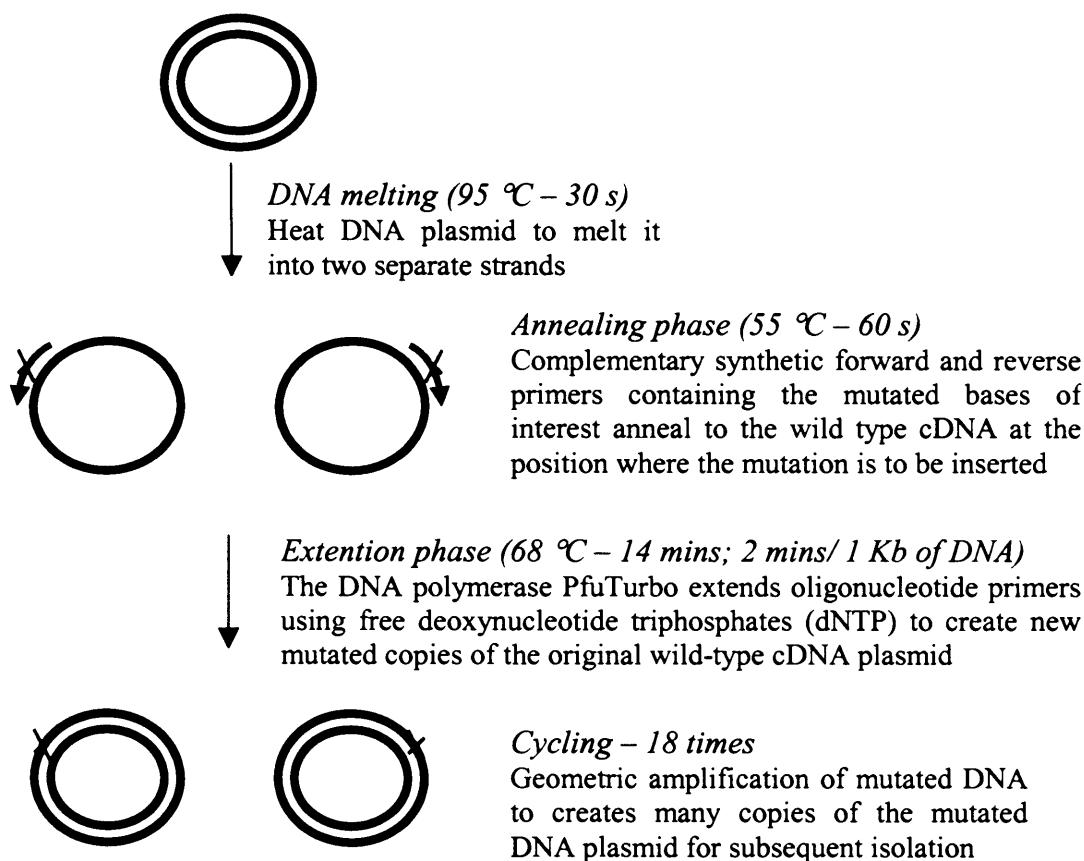 DNA melting (95 ℃ – 30 s)
Heat DNA plasmid to melt it
into two separate strands
Annealing phase (55 ℃ – 60 s)
Complementary synthetic forward and reverse
primers containing the mutated bases of
interest anneal to the wild type cDNA at the
position where the mutation is to be inserted
Extention phase (68 ℃ – 14 mins; 2 mins/ 1 Kb of DNA)
The DNA polymerase PfuTurbo extends oligonucleotide primers
using free deoxynucleotide triphosphates (dNTP) to create new
mutated copies of the original wild-type cDNA plasmid
Cycling – 18 times
Geometric amplification of mutated DNA
to creates many copies of the mutated
DNA plasmid for subsequent isolation